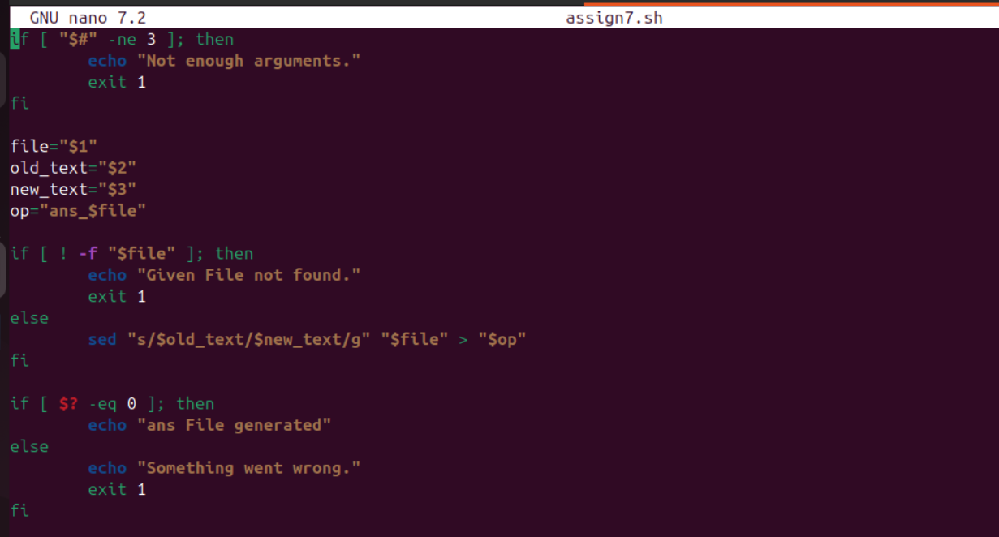 GNU nano 7.2 assign7.sh
if [ "$#" -ne 3 ]; then
        echo "Not enough arguments."
        exit 1
fi

file="$1"
old_text="$2"
new_text="$3"
op="ans_$file"

if [ ! -f "$file" ]; then
        echo "Given File not found."
        exit 1
else
        sed "s/$old_text/$new_text/g" "$file" > "$op"
fi

if [ $? -eq 0 ]; then
        echo "ans File generated"
else
        echo "Something went wrong."
        exit 1
fi